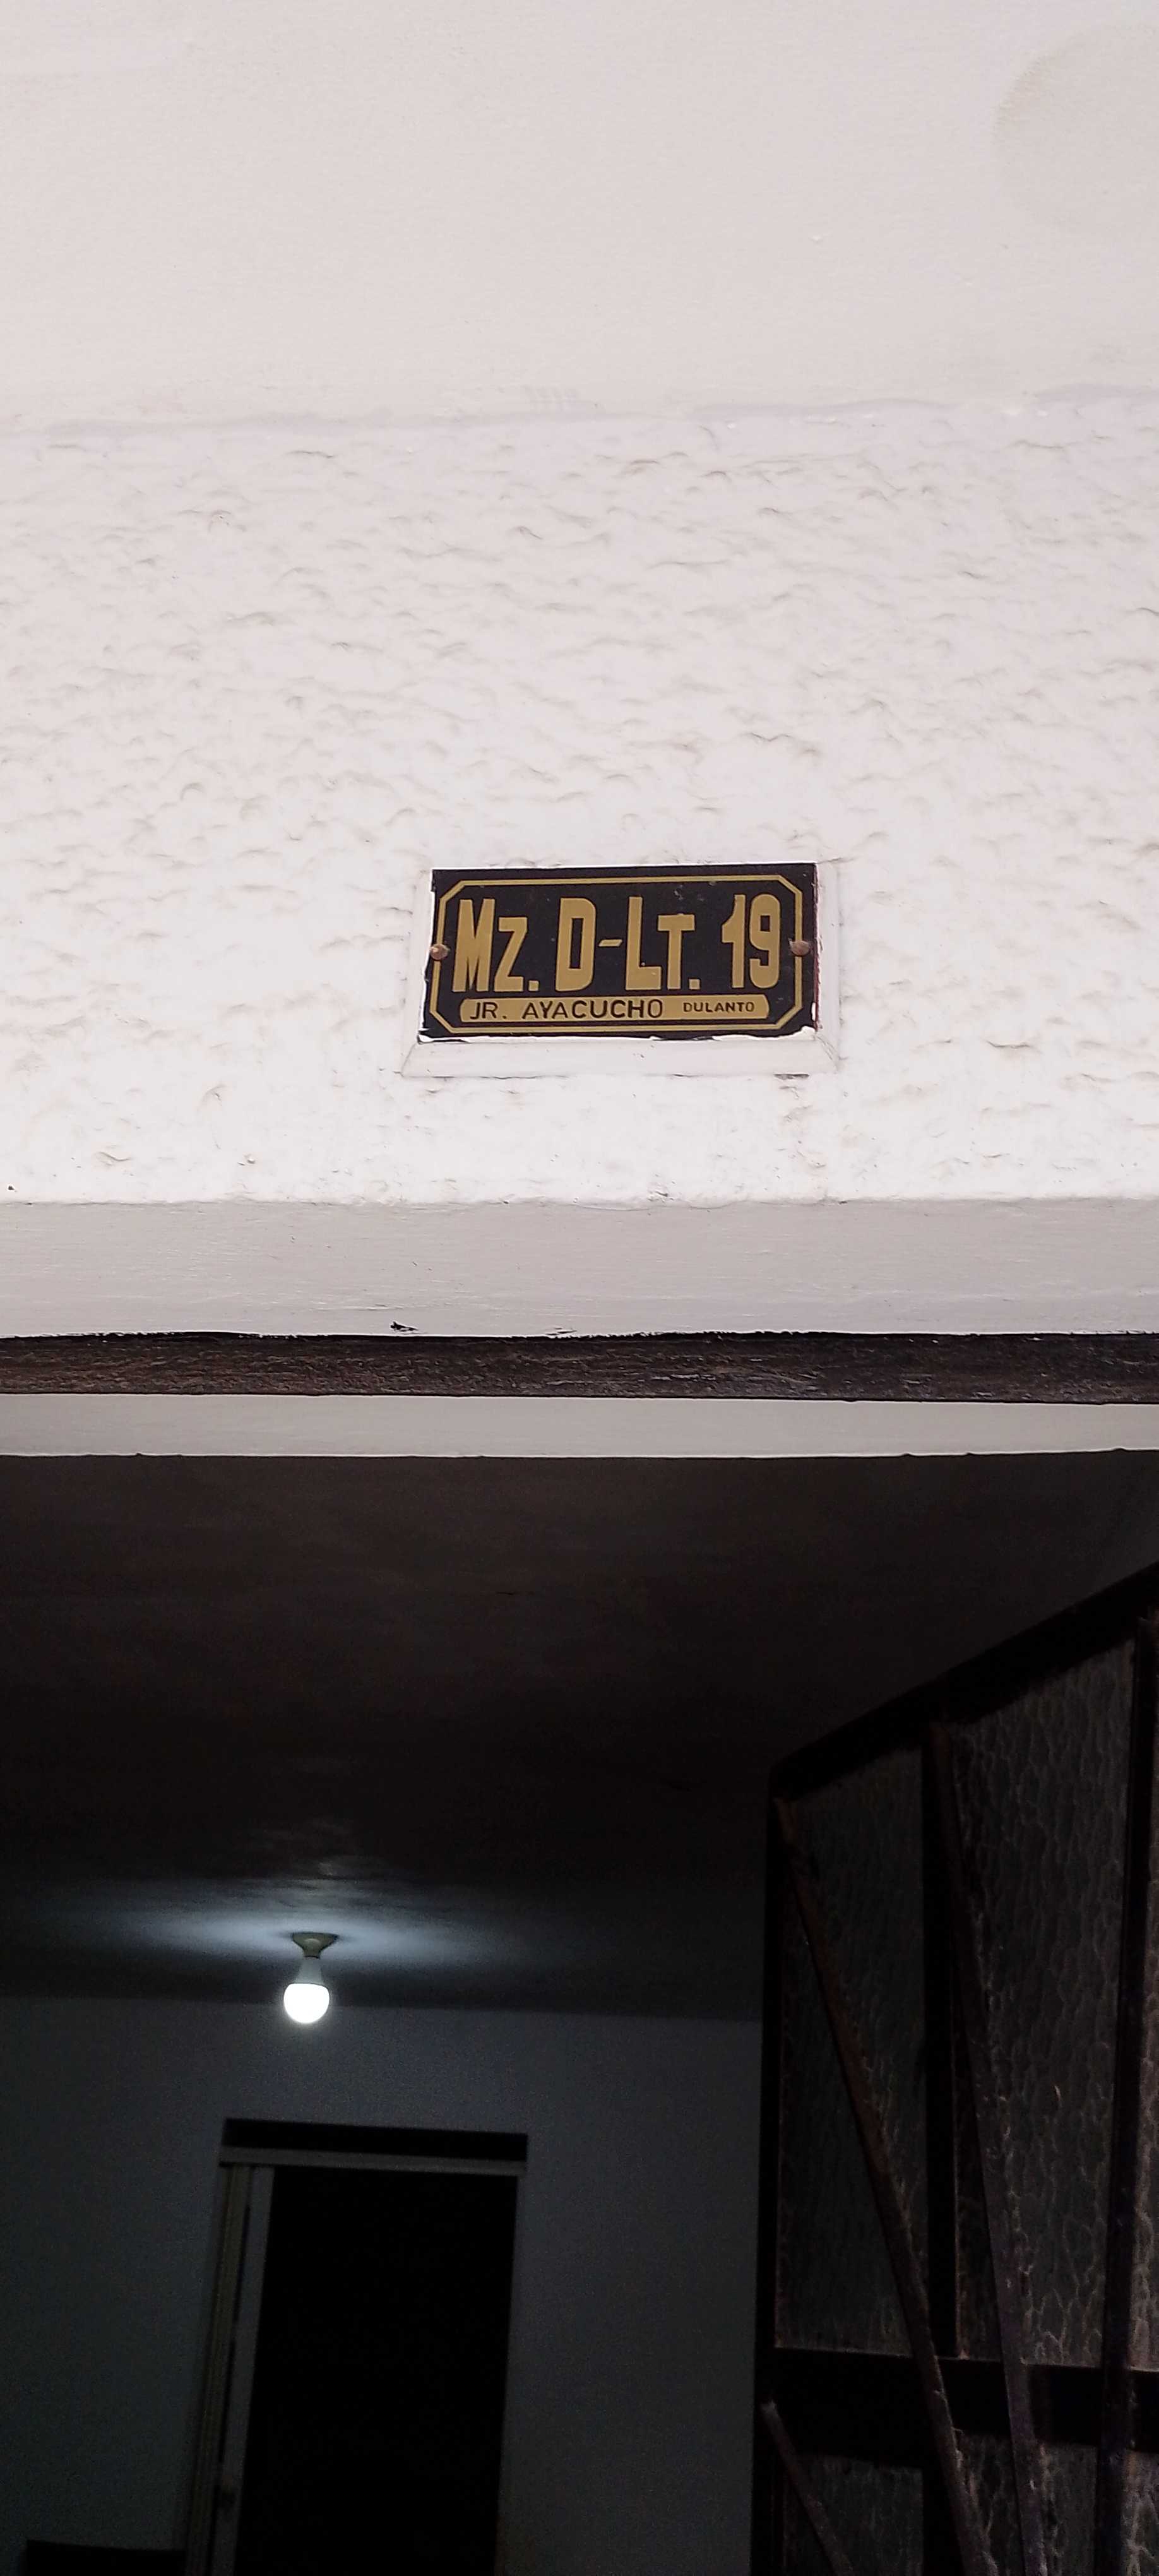 Mz. D-LT. 19
JR. AYACUCHO DULANTO